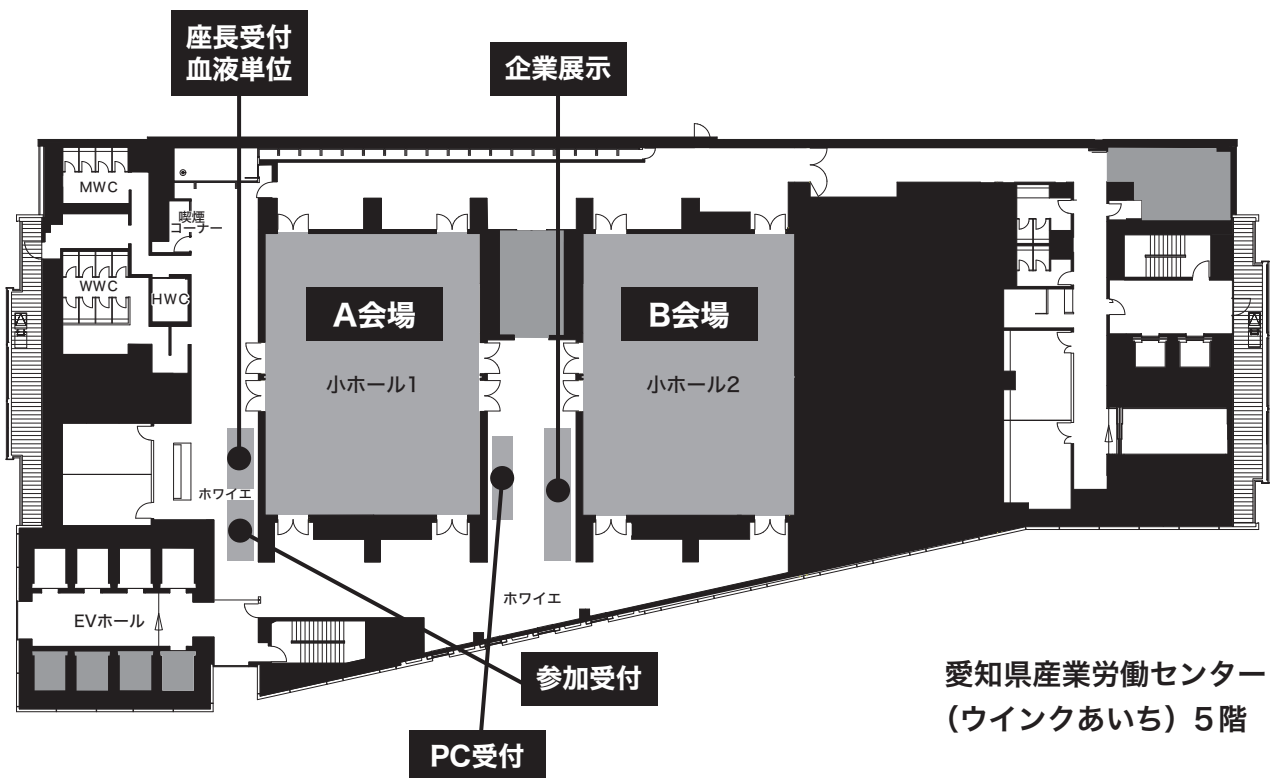 座長受付
血液単位
企業展示
MWC
喫煙
コーナー
WWC
HWC
A会場
B会場
小ホール1
小ホール2
ホワイエ
ホワイエ
EVホール
参加受付
PC受付
愛知県産業労働センター
（ウインクあいち）５階